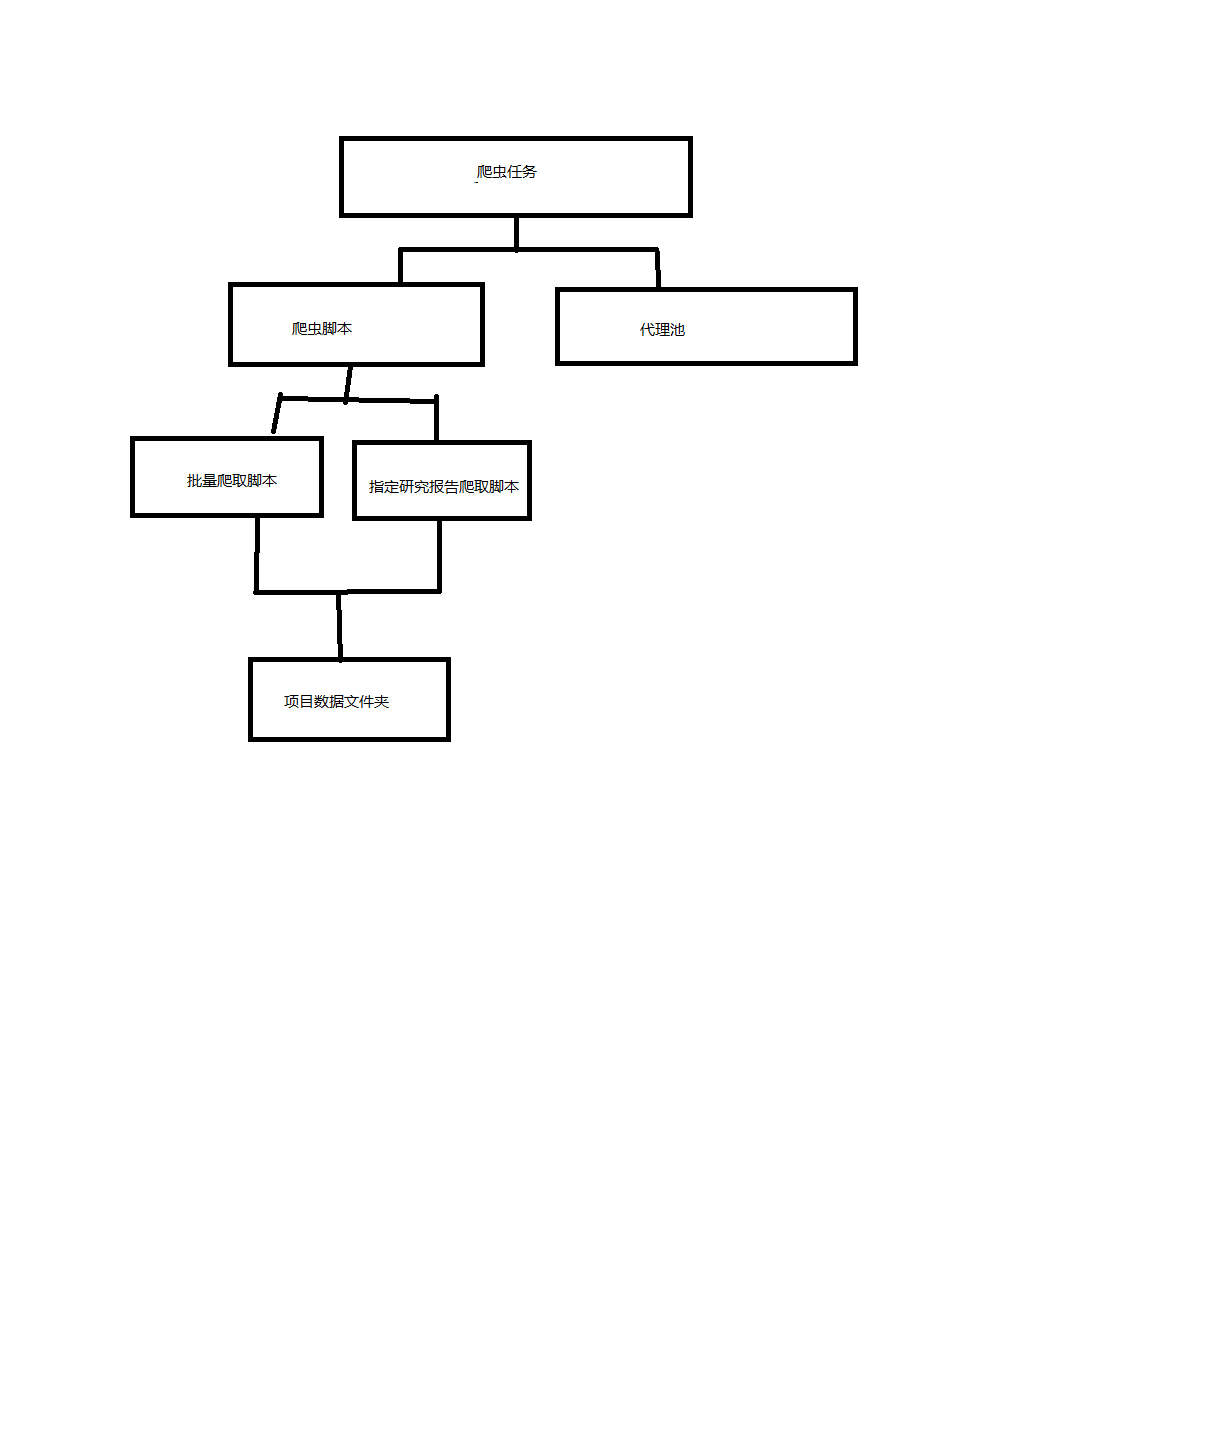 爬虫任务
爬虫脚本
代理池
批量爬取脚本
指定研究报告爬取脚本
项目数据文件夹